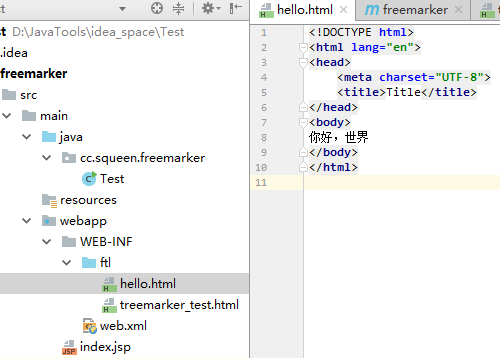 st D:\JavaTools\idea_space\Test
.idea
freemarker
src
main
java
cc.squeen.freemarker
Test
resources
webapp
WEB-INF
ftl
hello.html
treemarker_test.html
web.xml
index.jsp
hello.html
freemarker
1 <!DOCTYPE html>
2 <html lang="en">
3 <head>
4 <meta charset="UTF-8">
5 <title>Title</title>
6 </head>
7 <body>
8 你好，世界
9 </body>
10 </html>
11